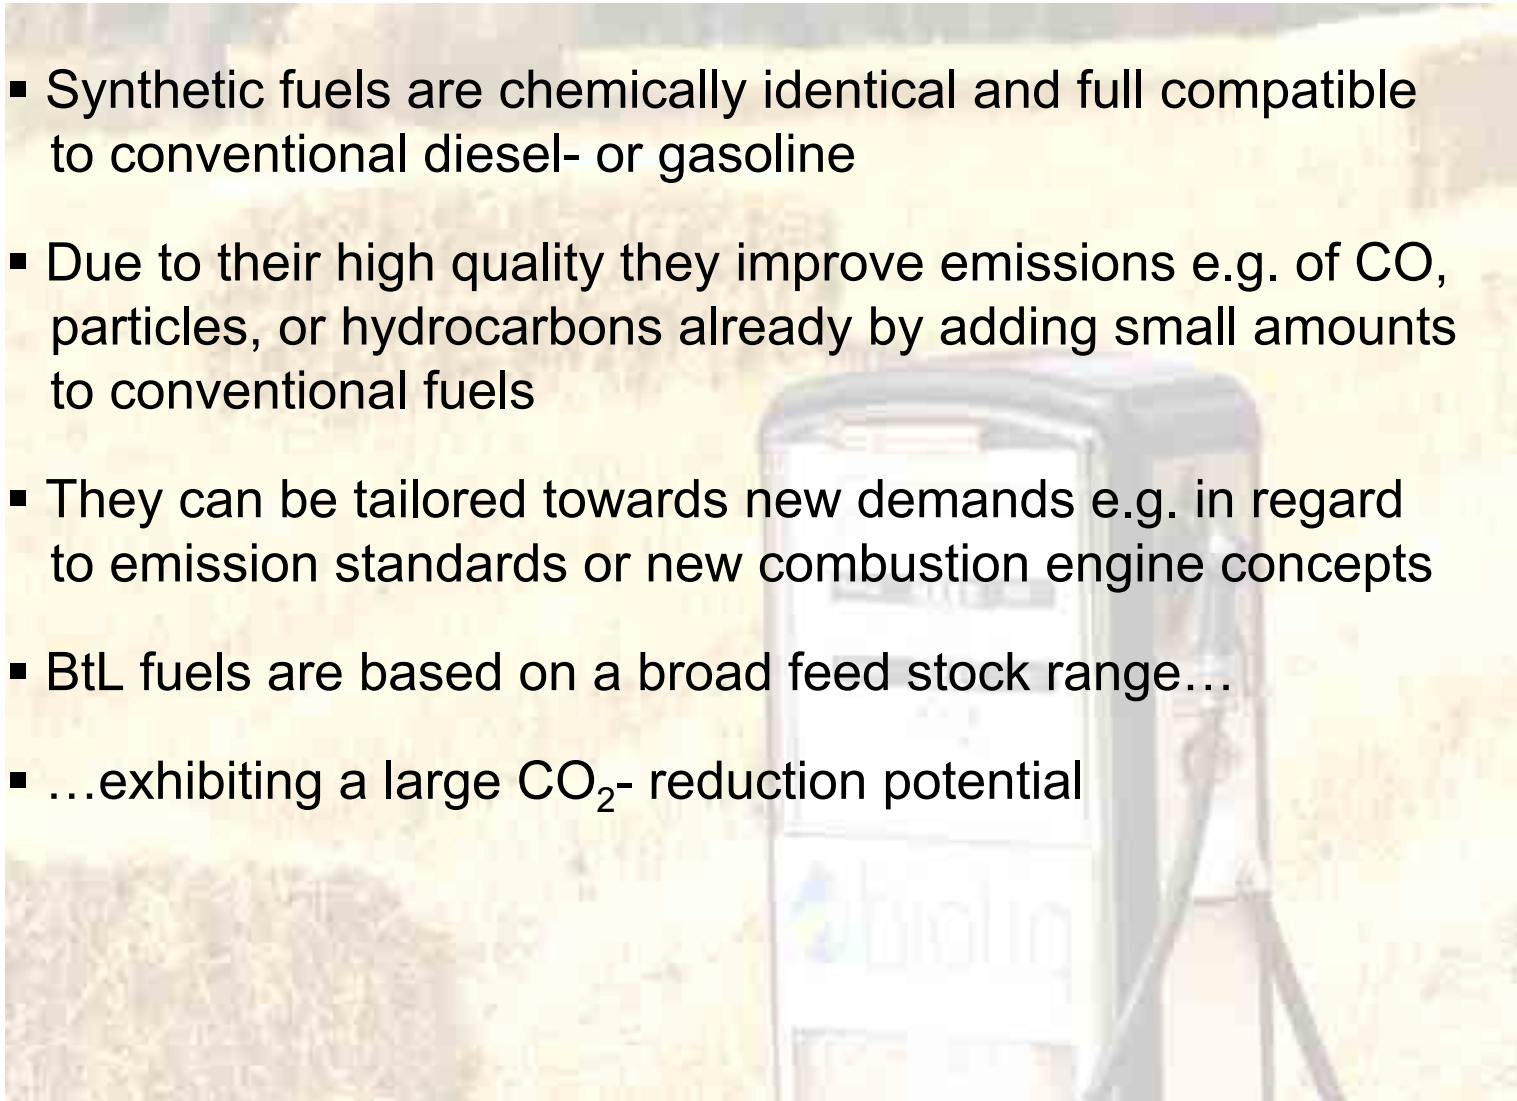 ▪ Synthetic fuels are chemically identical and full compatible
to conventional diesel- or gasoline
▪ Due to their high quality they improve emissions e.g. of CO,
particles, or hydrocarbons already by adding small amounts
to conventional fuels
▪ They can be tailored towards new demands e.g. in regard
to emission standards or new combustion engine concepts
▪ BtL fuels are based on a broad feed stock range…
▪ …exhibiting a large CO₂- reduction potential
bioliq